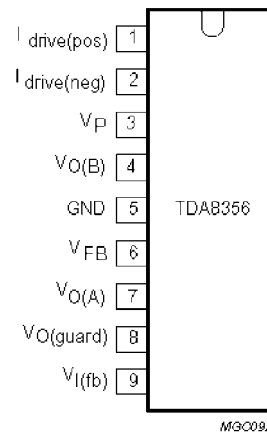 I drive(pos) 1
I drive(neg) 2
VP 3
VO(B) 4
GND 5
TDA8356
VFB 6
VO(A) 7
VO(guard) 8
VI(fb) 9